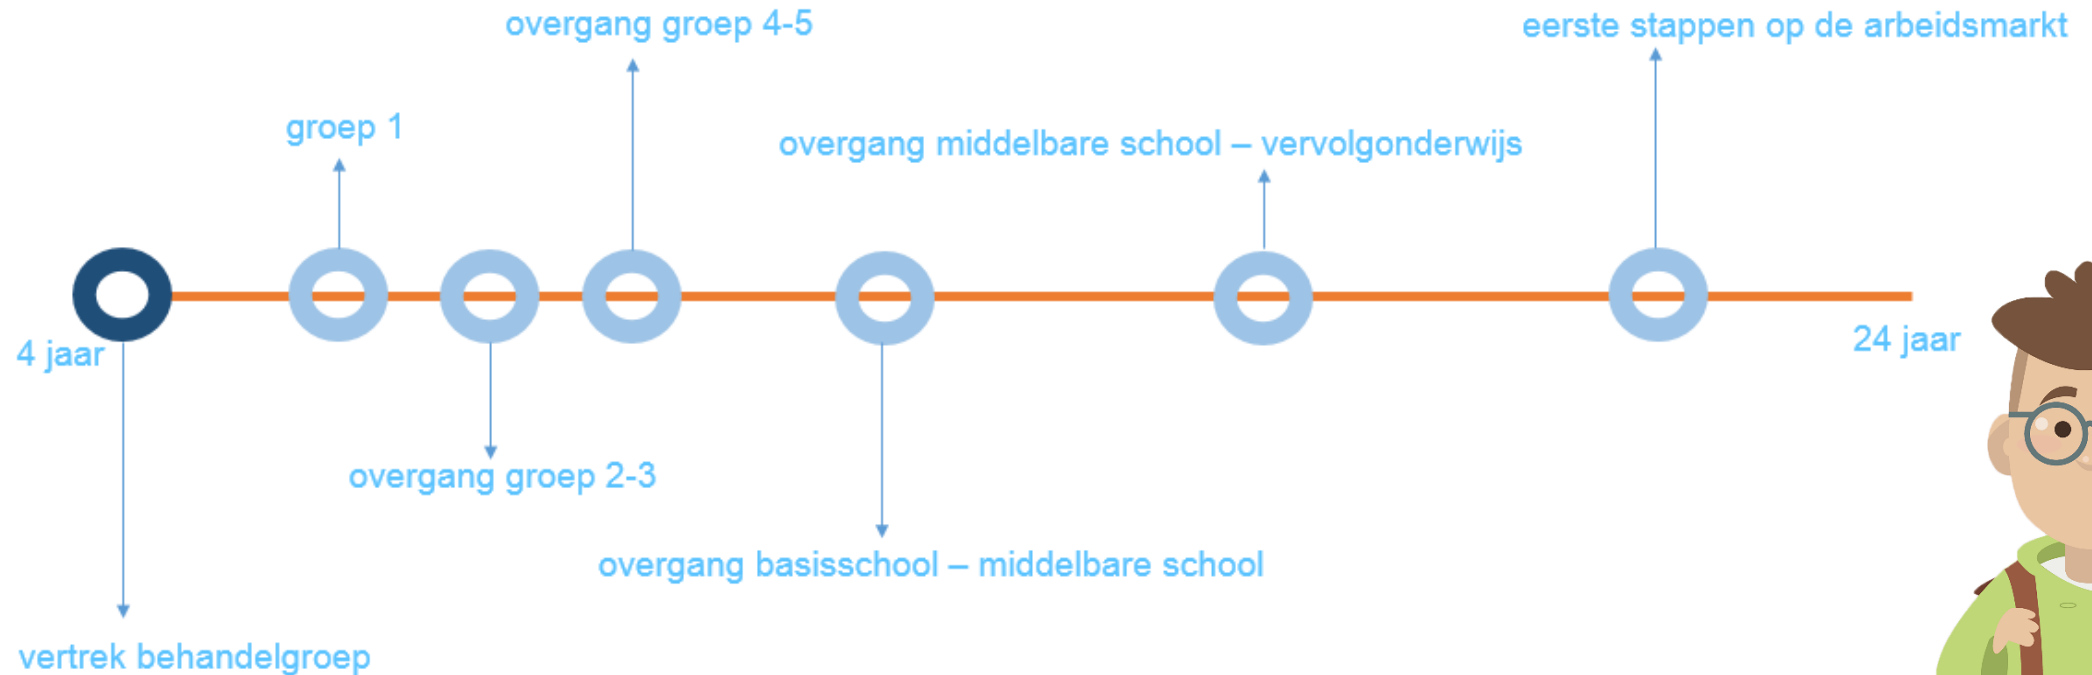 overgang groep 4-5
eerste stappen op de arbeidsmarkt
groep 1
overgang middelbare school – vervolgonderwijs
4 jaar
24 jaar
overgang groep 2-3
overgang basisschool – middelbare school
vertrek behandelgroep